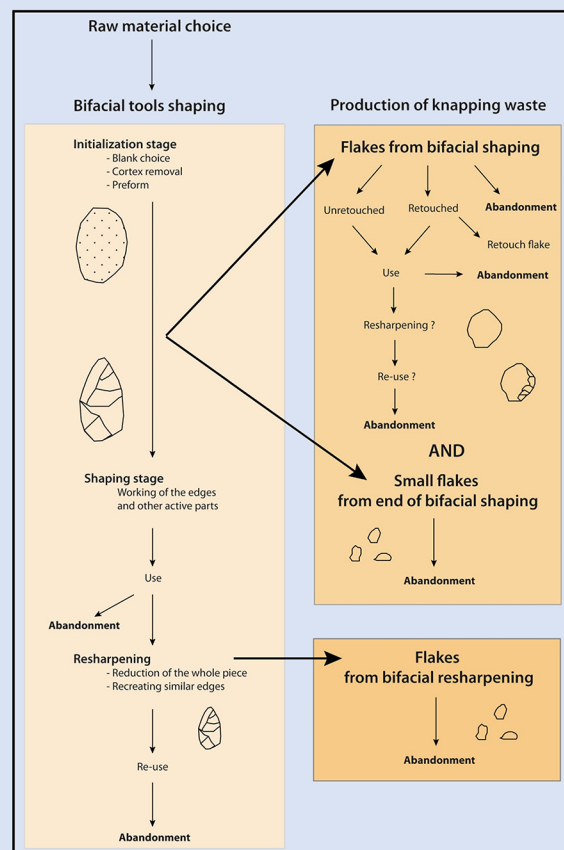 Raw material choice
Bifacial tools shaping
Initialization stage
- Blank choice
- Cortex removal
- Preform
Shaping stage
Working of the edges
and other active parts
Use
Abandonment
Resharpening
- Reduction of the whole piece
- Recreating similar edges
Re-use
Abandonment
Production of knapping waste
Flakes from bifacial shaping
Unretouched
Retouched
Abandonment
Retouch flake
Use
Abandonment
Resharpening ?
Re-use ?
Abandonment
AND
Small flakes
from end of bifacial shaping
Abandonment
Flakes
from bifacial resharpening
Abandonment